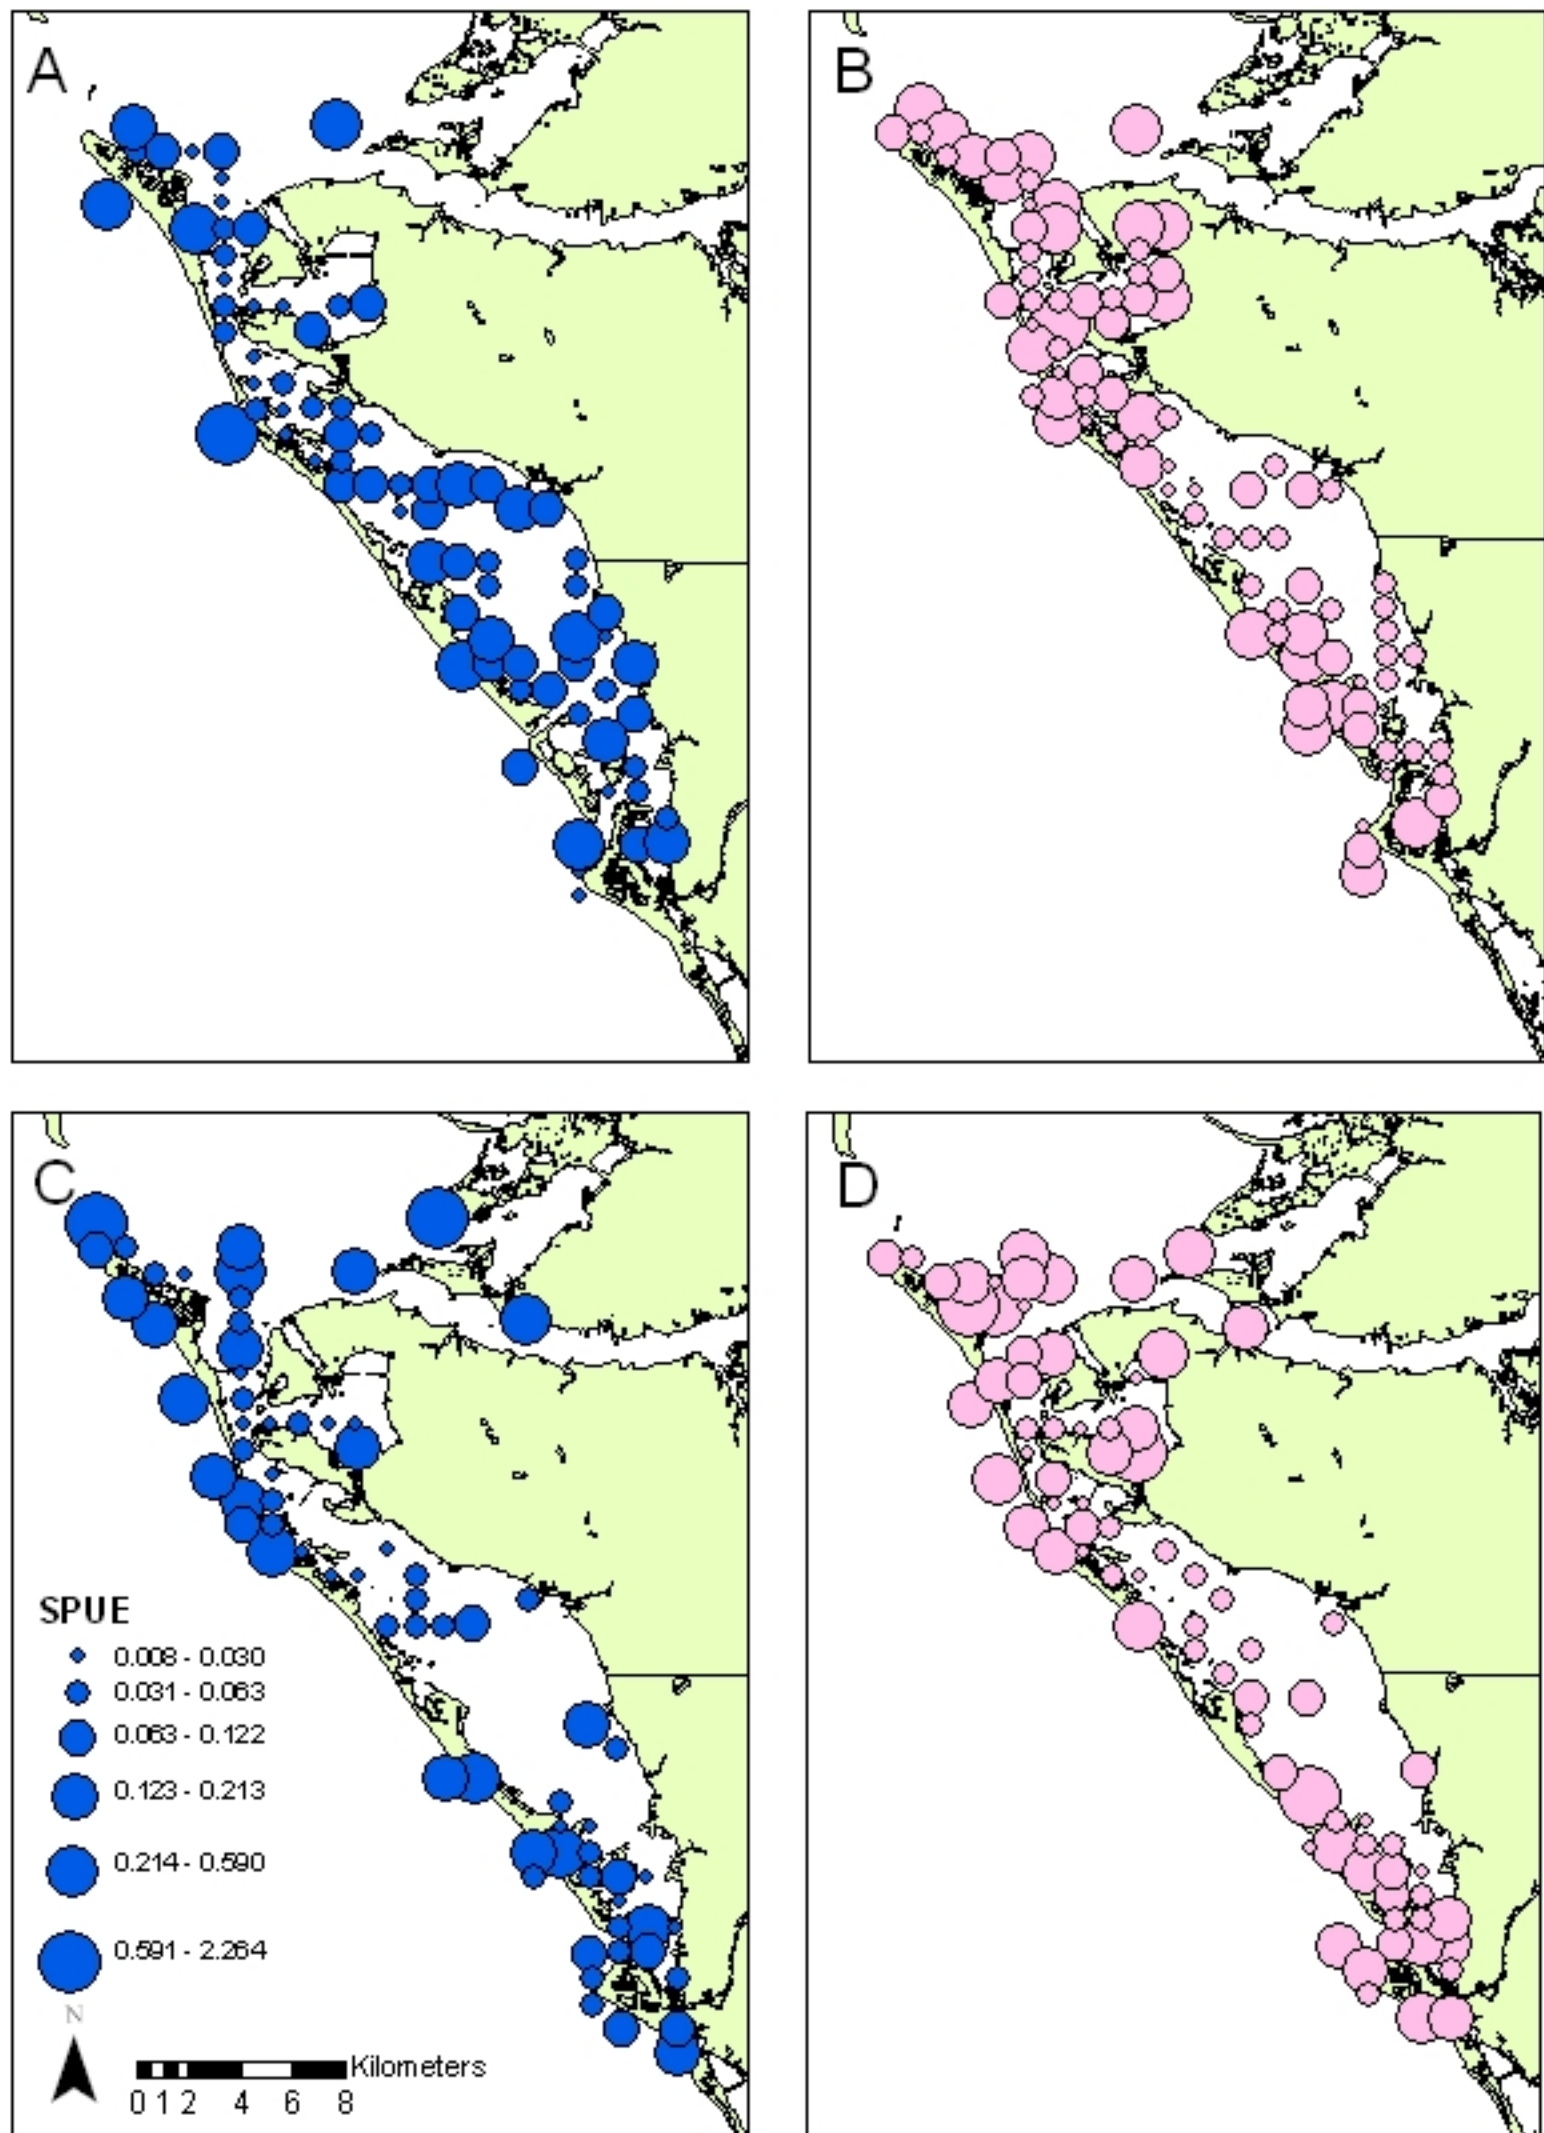 A
B
C
D
SPUE
0.008 - 0.030
0.031 - 0.063
0.063 - 0.122
0.123 - 0.213
0.214 - 0.590
0.591 - 2.264
N
Kilometers
0 1 2 4 6 8